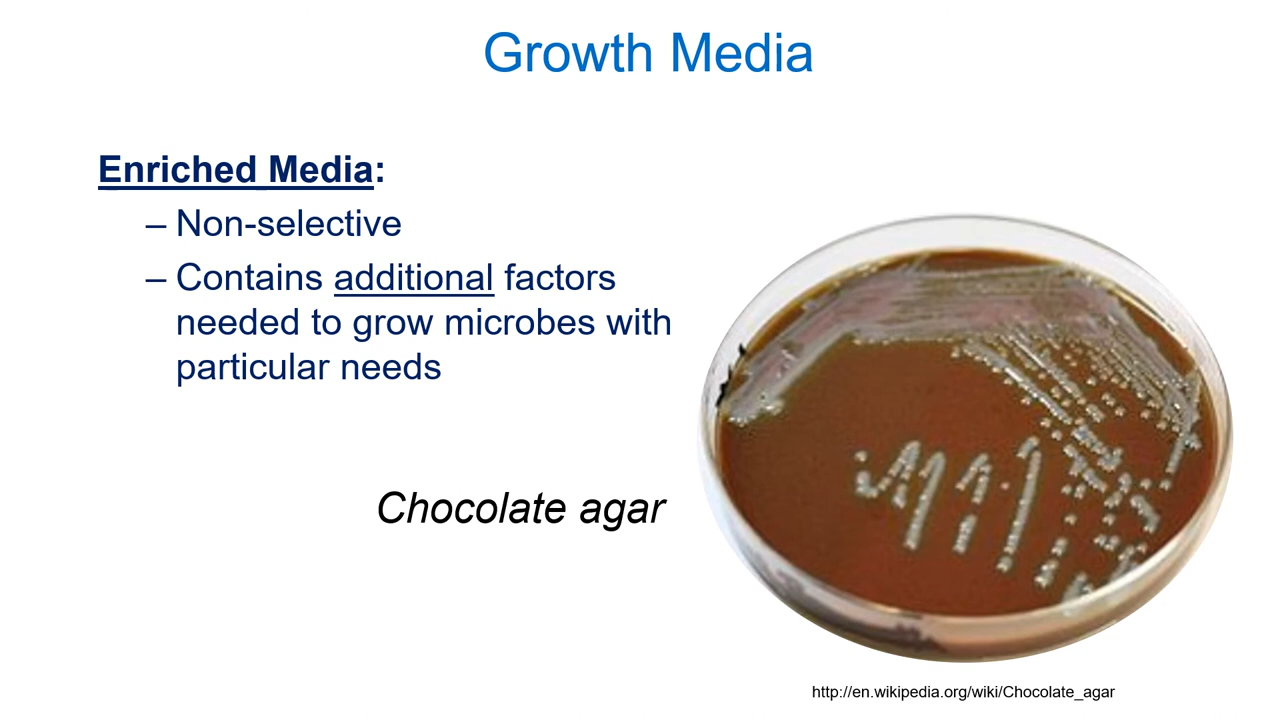 Growth Media
Enriched Media:
– Non-selective
– Contains additional factors
needed to grow microbes with
particular needs
Chocolate agar
http://en.wikipedia.org/wiki/Chocolate_agar